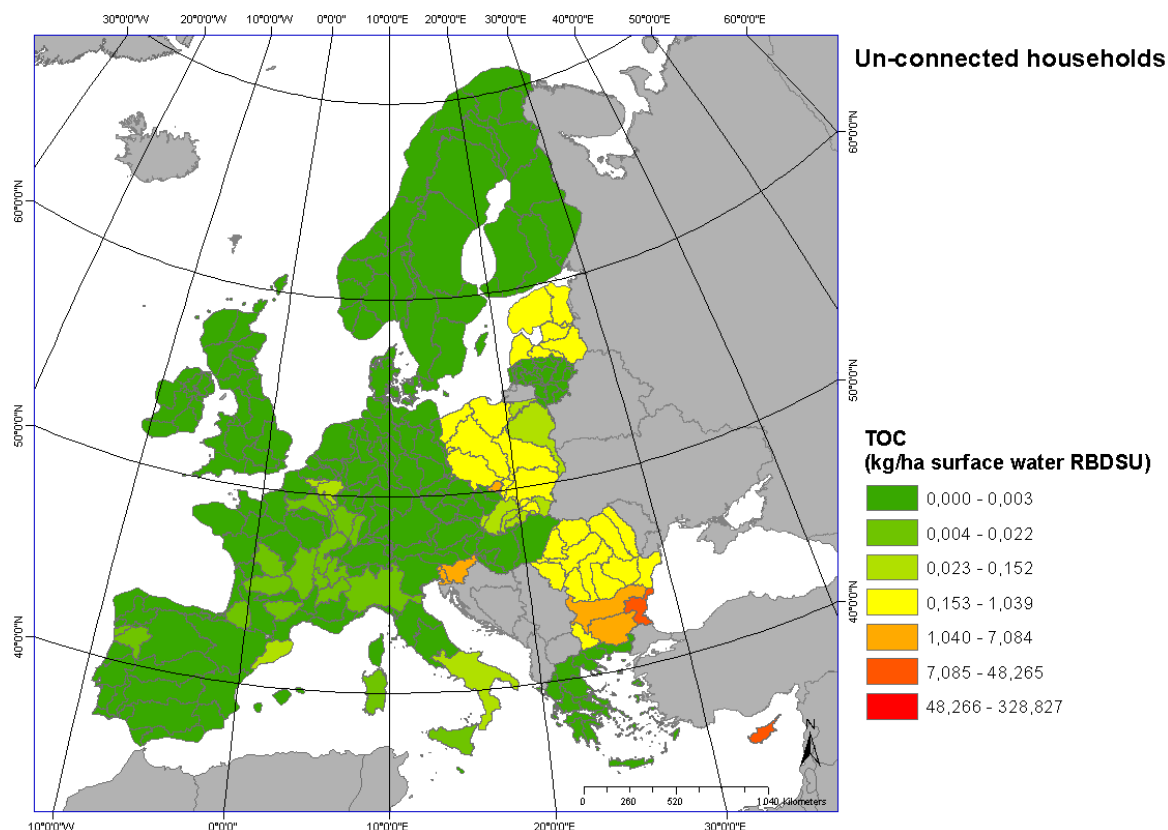 30°0'0"W 20°0'0"W 10°0'0"W 0°0'0" 10°0'0"E 20°0'0"E 30°0'0"E 40°0'0"E 50°0'0"E 60°0'0"E
Un-connected households
60°0'0"N
60°0'0"N
50°0'0"N
50°0'0"N
40°0'0"N
40°0'0"N
TOC
(kg/ha surface water RBDSU)
0,000 - 0,003
0,004 - 0,022
0,023 - 0,152
0,153 - 1,039
1,040 - 7,084
7,085 - 48,265
48,266 - 328,827
N
0 260 520 1 040 Kilometers
10°0'0"W 0°0'0" 10°0'0"E 20°0'0"E 30°0'0"E